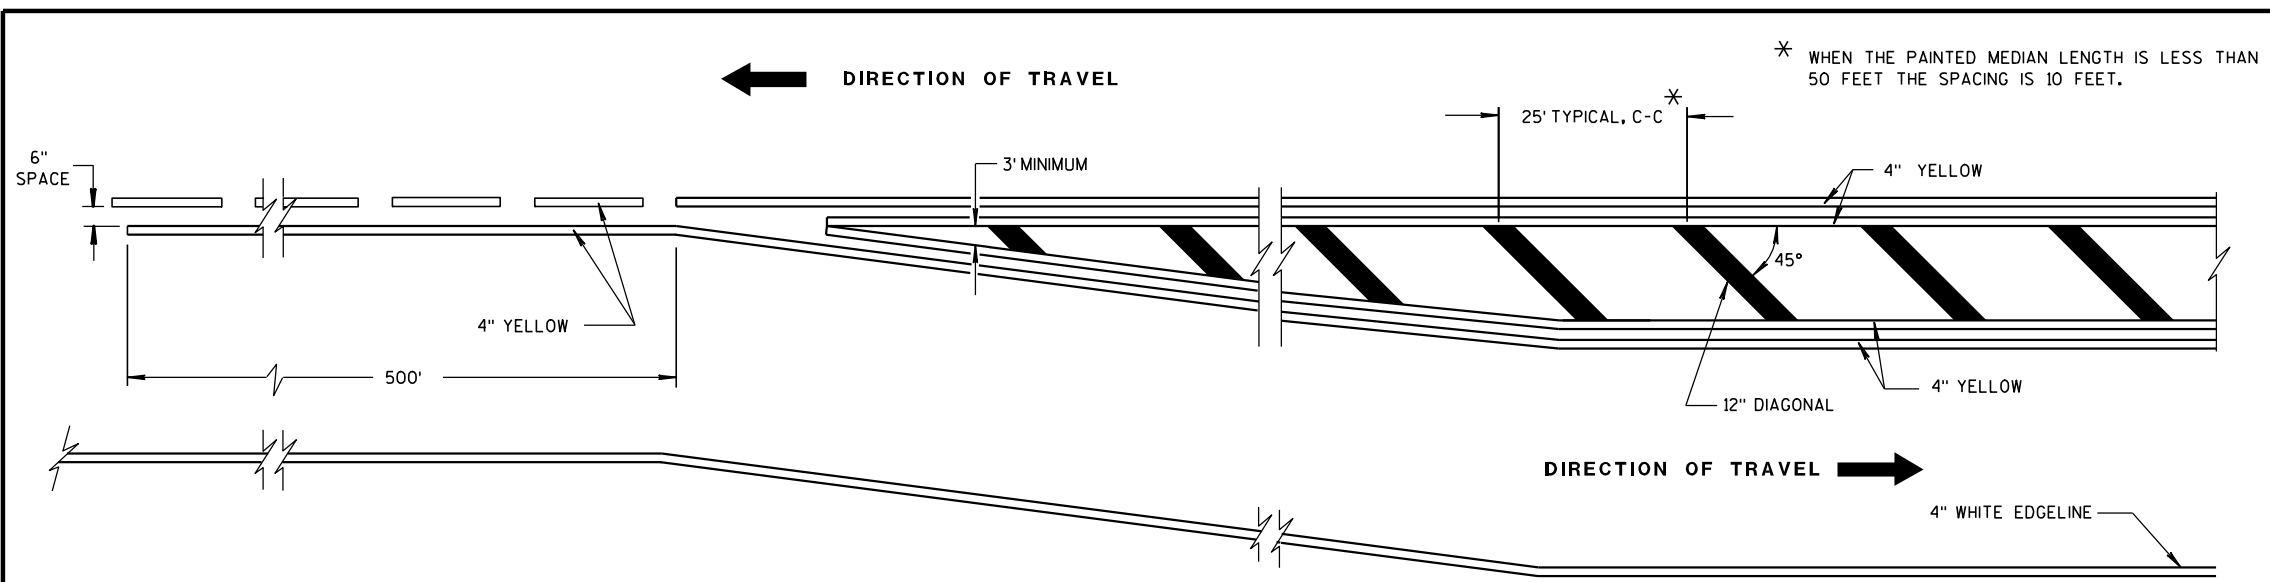 * WHEN THE PAINTED MEDIAN LENGTH IS LESS THAN
50 FEET THE SPACING IS 10 FEET.
DIRECTION OF TRAVEL
25' TYPICAL, C-C *
6"
SPACE
3' MINIMUM
4" YELLOW
45°
4" YELLOW
500'
4" YELLOW
12" DIAGONAL
DIRECTION OF TRAVEL
4" WHITE EDGELINE